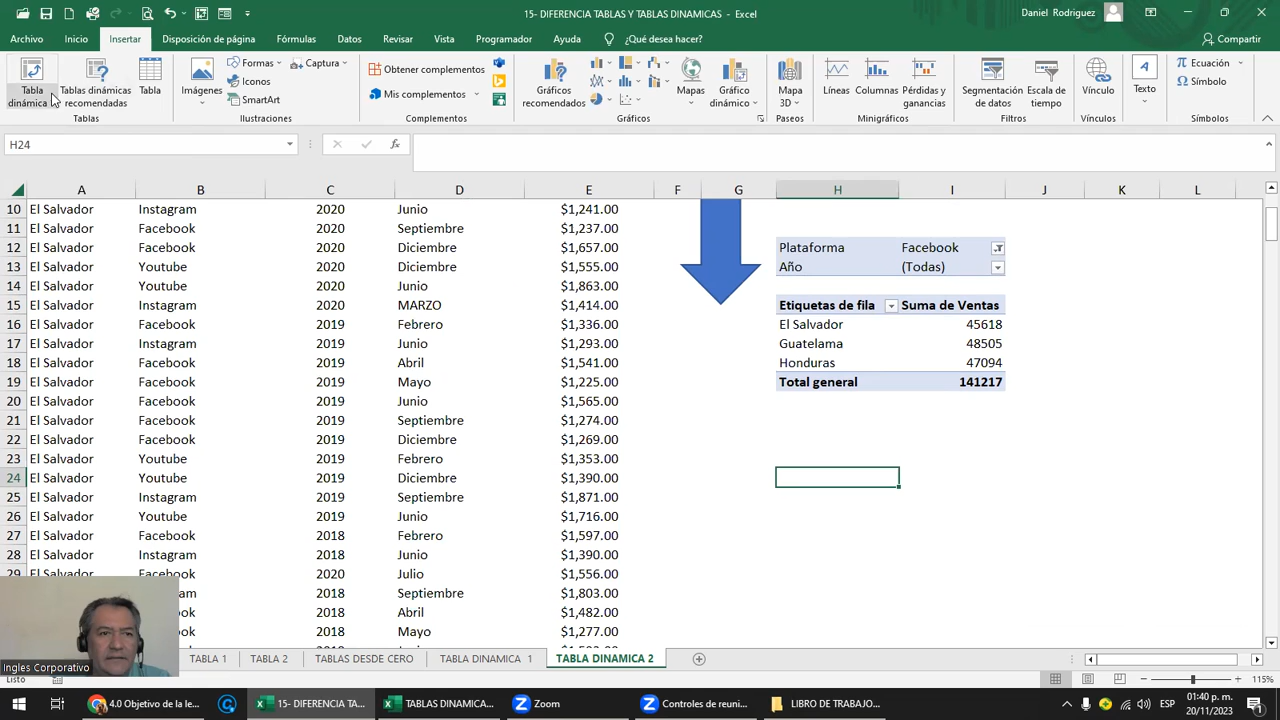 15- DIFERENCIA TABLAS Y TABLAS DINAMICAS - Excel
Daniel Rodriguez
Archivo Inicio Insertar Disposición de página Fórmulas Datos Revisar Vista Programador Ayuda ¿Qué desea hacer? Compartir
Tabla dinámica
Tablas dinámicas recomendadas
Tabla
Imágenes
Formas
Iconos
SmartArt
Captura
Obtener complementos
Mis complementos
Gráficos recomendados
Mapas
Gráfico dinámico
Mapa 3D
Líneas
Columnas
Pérdidas y ganancias
Segmentación de datos
Escala de tiempo
Vínculo
Texto
Ecuación
Símbolo
Tablas Ilustraciones Complementos Gráficos Paseos Minigráficos Filtros Vínculos Símbolos
H24 fx
A B C D E F G H I J K L
10 El Salvador Instagram 2020 Junio $1,241.00
11 El Salvador Facebook 2020 Septiembre $1,237.00
12 El Salvador Facebook 2020 Diciembre $1,657.00 Plataforma Facebook
13 El Salvador Youtube 2020 Diciembre $1,555.00 Año (Todas)
14 El Salvador Youtube 2020 Junio $1,863.00
15 El Salvador Instagram 2020 MARZO $1,414.00 Etiquetas de fila Suma de Ventas
16 El Salvador Facebook 2019 Febrero $1,336.00 El Salvador 45618
17 El Salvador Instagram 2019 Junio $1,293.00 Guatelama 48505
18 El Salvador Facebook 2019 Abril $1,541.00 Honduras 47094
19 El Salvador Facebook 2019 Mayo $1,225.00 Total general 141217
20 El Salvador Facebook 2019 Junio $1,565.00
21 El Salvador Facebook 2019 Septiembre $1,274.00
22 El Salvador Facebook 2019 Diciembre $1,269.00
23 El Salvador Youtube 2019 Febrero $1,353.00
24 El Salvador Youtube 2019 Diciembre $1,390.00
25 El Salvador Instagram 2019 Septiembre $1,871.00
26 El Salvador Youtube 2019 Junio $1,716.00
27 El Salvador Facebook 2018 Febrero $1,597.00
28 El Salvador Instagram 2018 Junio $1,390.00
29 El Salvador Facebook 2020 Julio $1,556.00
am 2018 Septiembre $1,803.00
ook 2018 Abril $1,482.00
ook 2018 Mayo $1,277.00
Ingles Corporativo
TABLA 1 TABLA 2 TABLAS DESDE CERO TABLA DINAMICA 1 TABLA DINAMICA 2
Listo 115%
4.0 Objetivo de la le... 15- DIFERENCIA TA... TABLAS DINAMICA... Zoom Controles de reuni... LIBRO DE TRABAJO... ESP 01:40 p. m.
20/11/2023